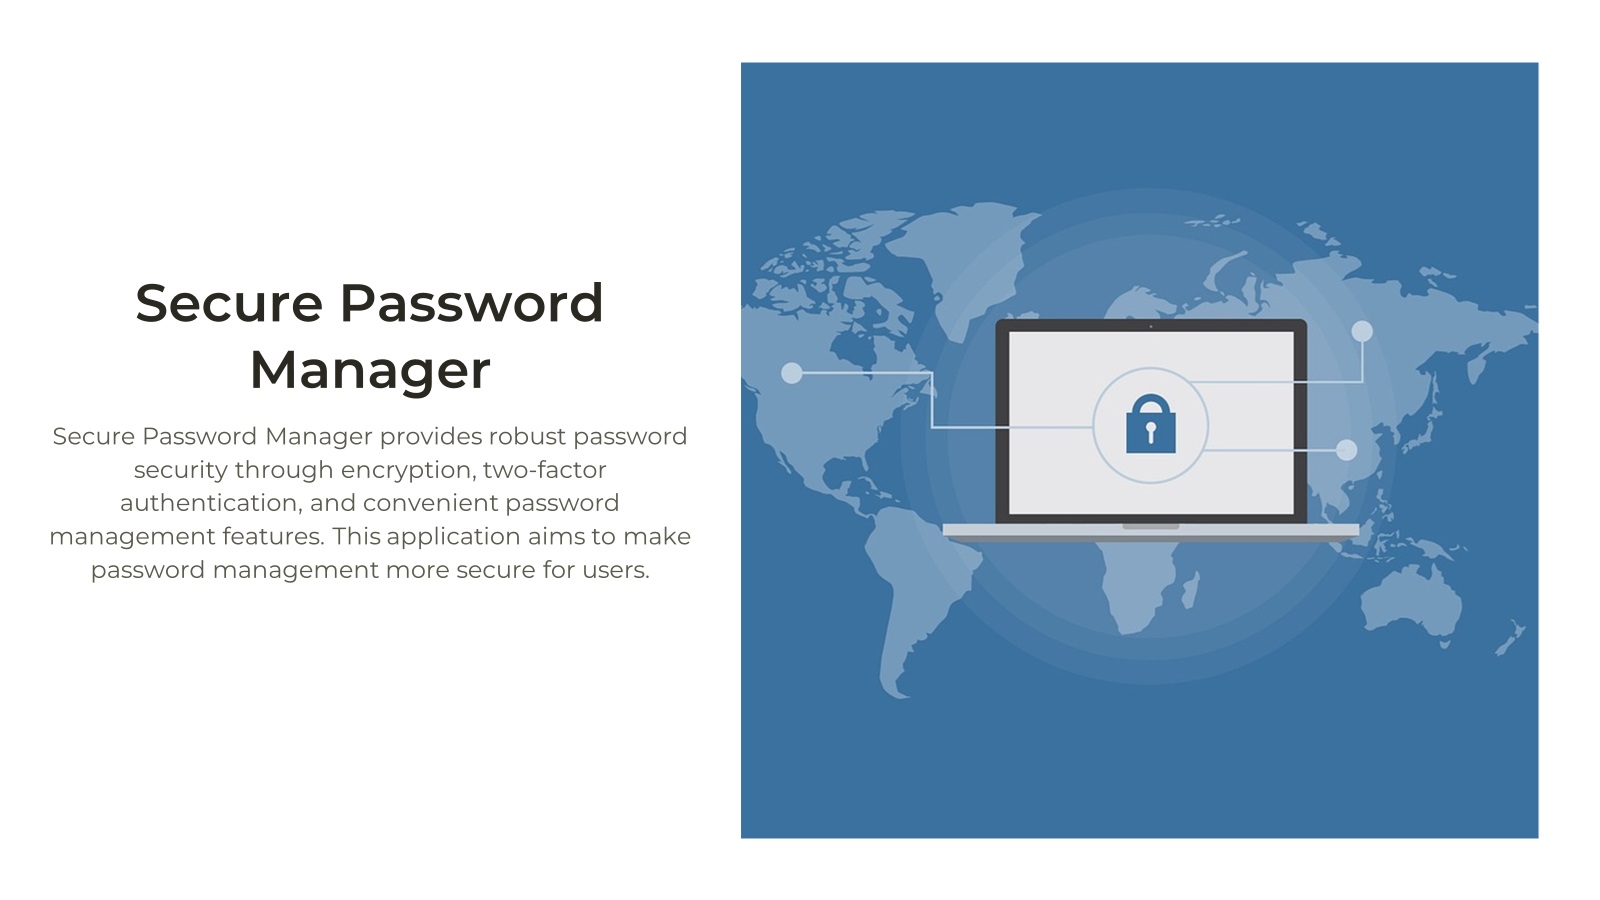 Secure Password
Manager
Secure Password Manager provides robust password
security through encryption, two-factor
authentication, and convenient password
management features. This application aims to make
password management more secure for users.